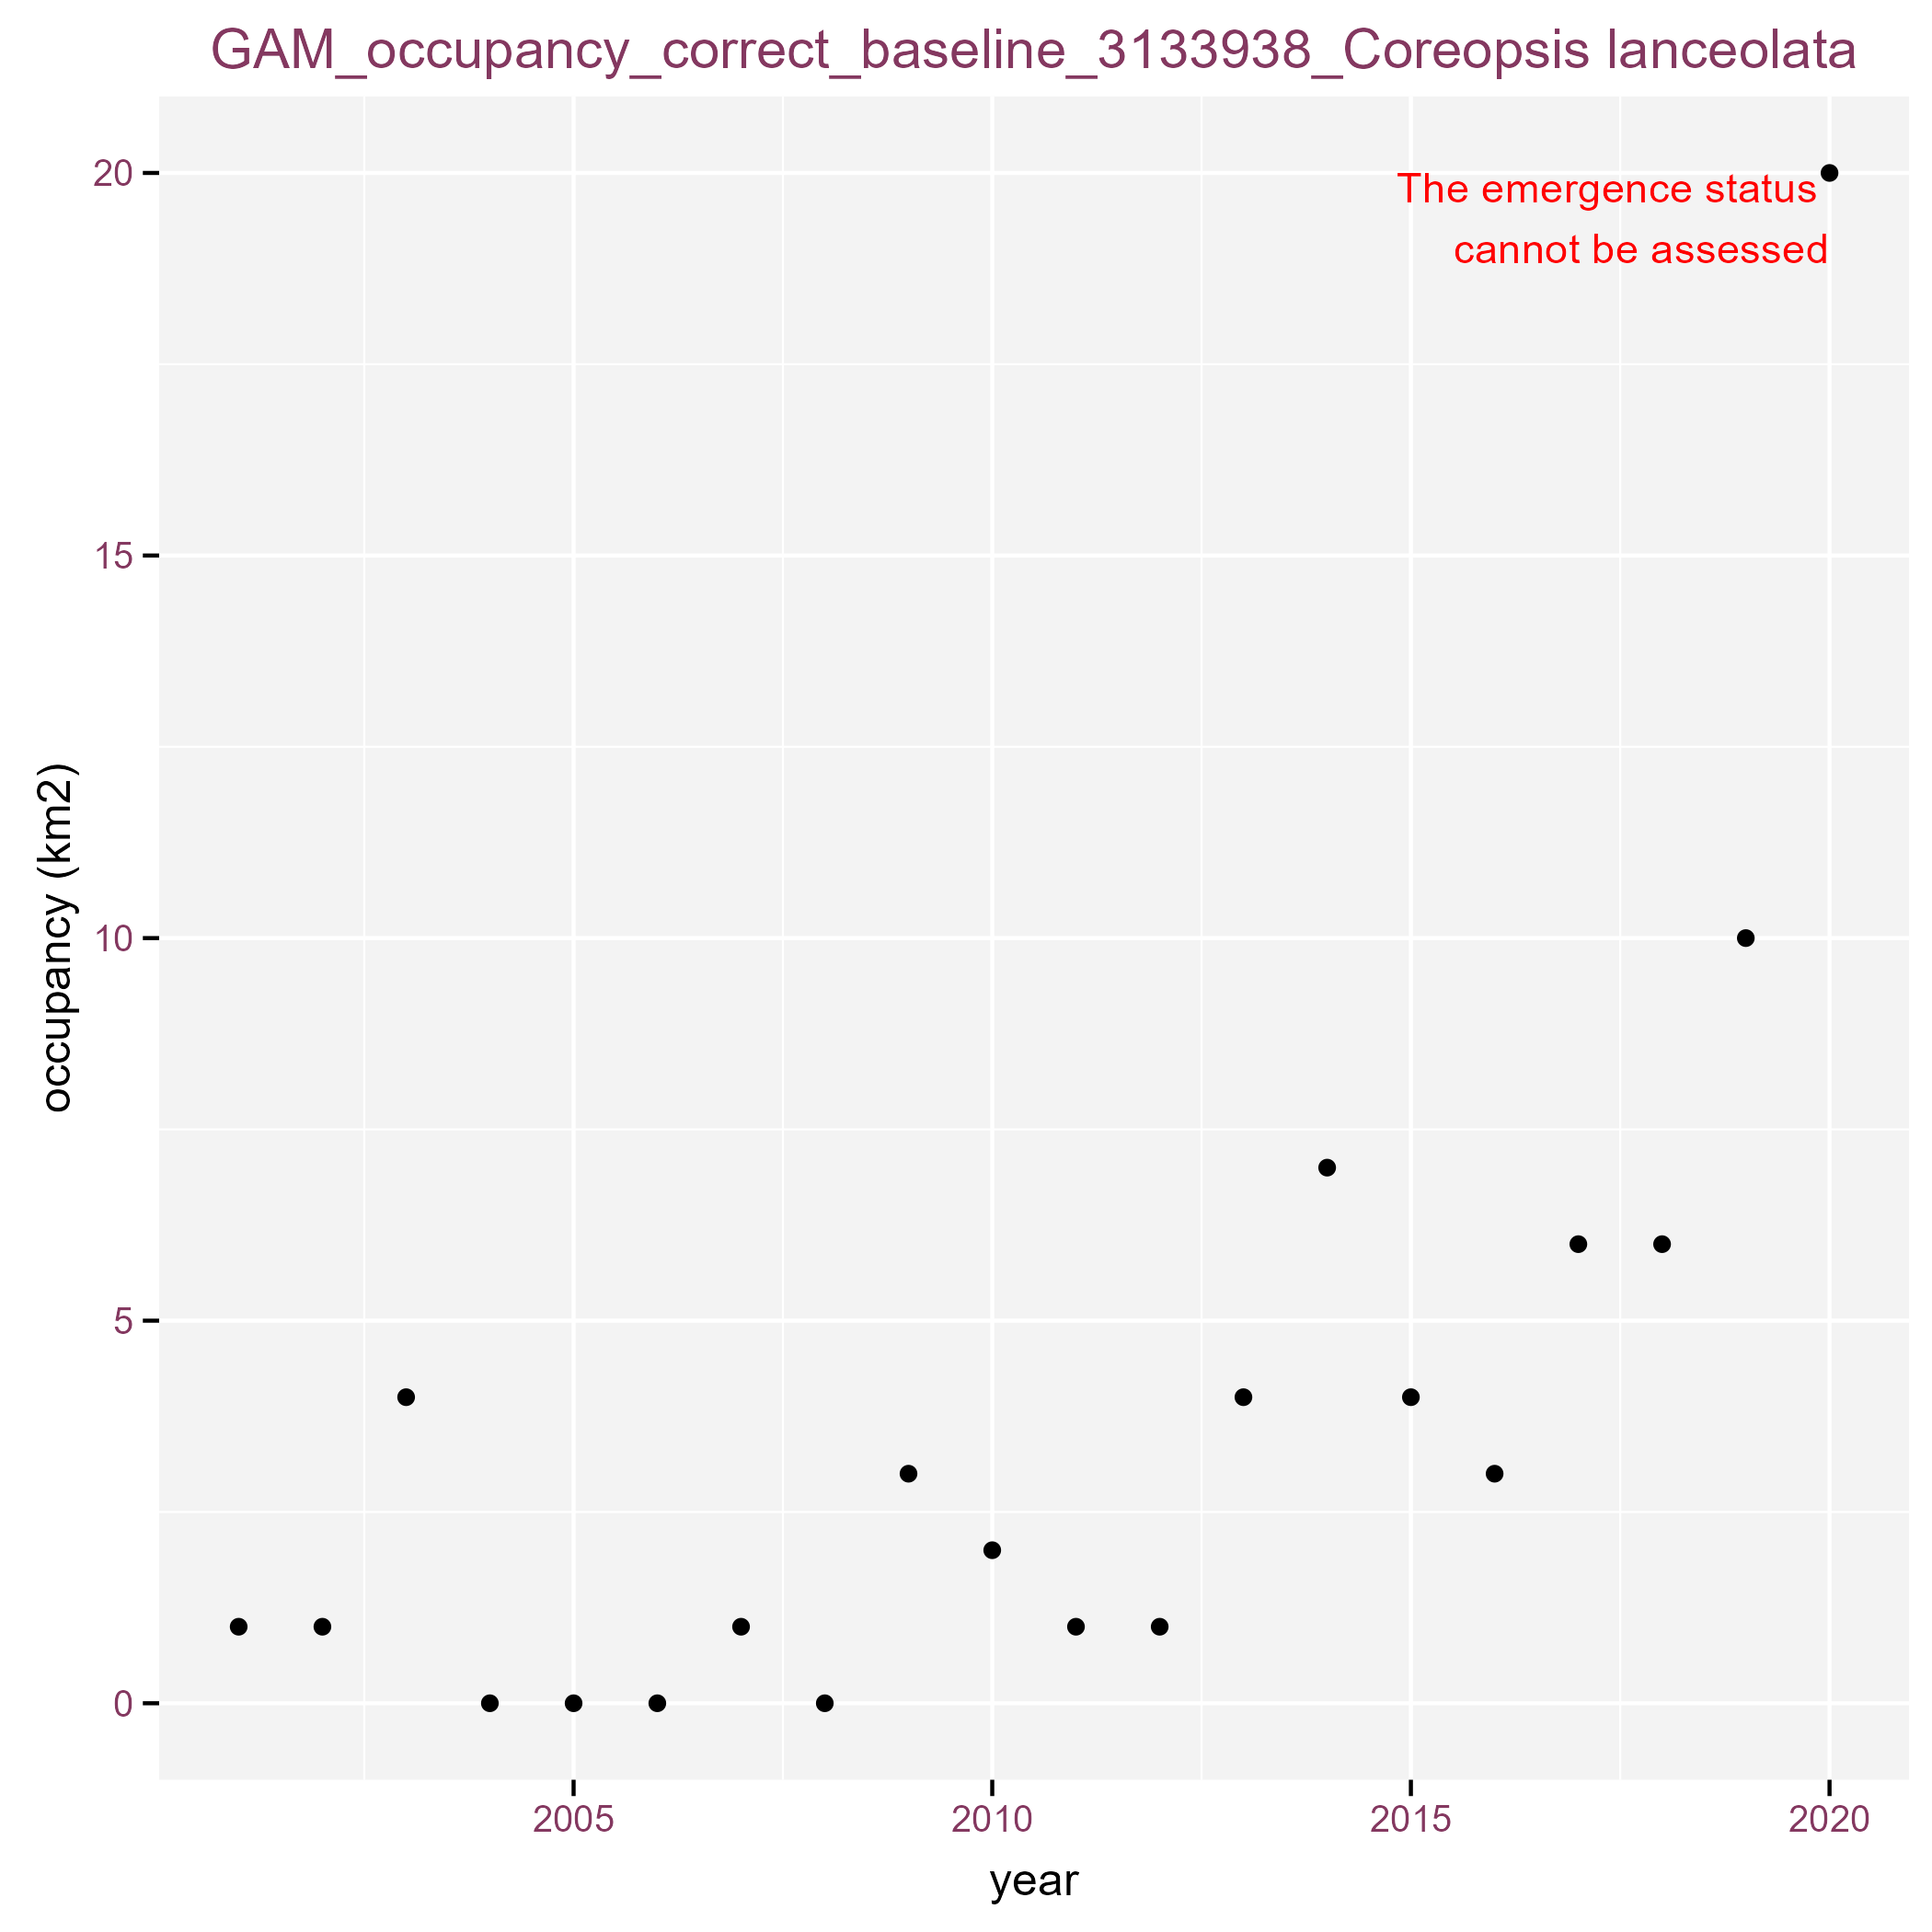 GAM_occupancy_correct_baseline_3133938_Coreopsis lanceolata
20
The emergence status
cannot be assessed
15
10
5
0
occupancy (km2)
2005
2010
2015
2020
year